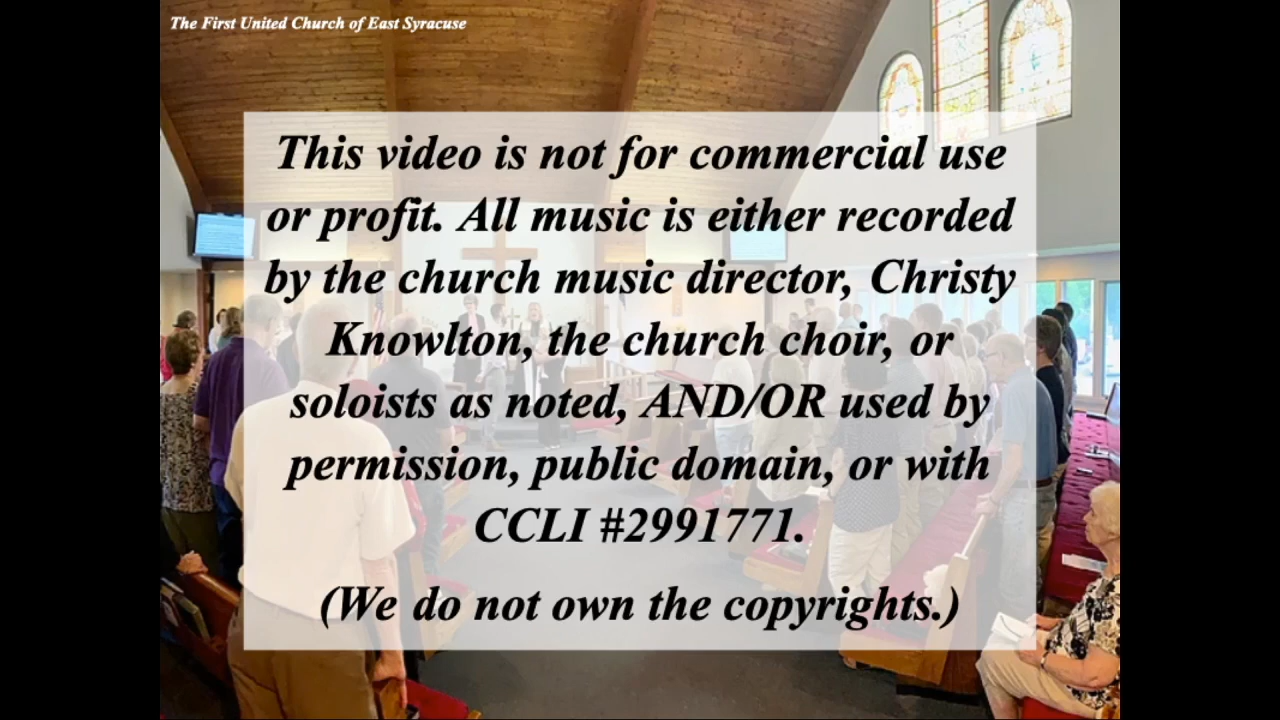 The First United Church of East Syracuse
This video is not for commercial use
or profit. All music is either recorded
by the church music director, Christy
Knowlton, the church choir, or
soloists as noted, AND/OR used by
permission, public domain, or with
CCLI #2991771.
(We do not own the copyrights.)